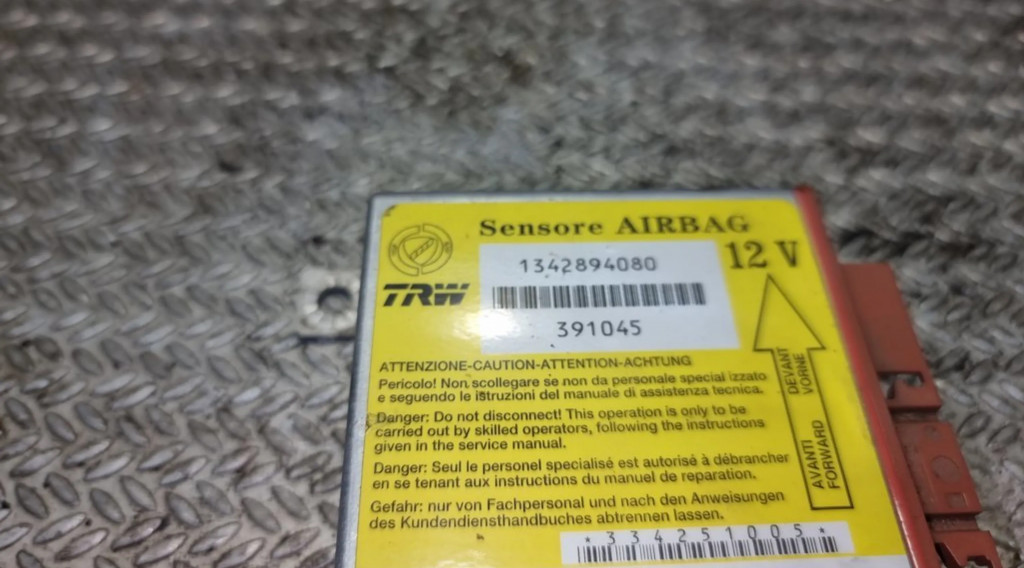 Sensore AIRBAG
12 V
1342894080
TRW
391045
ATTENZIONE-CAUTION-ATTENTION-ACHTUNG
Pericolo! Non scollegare se non da personale special izzato
e seguendo le istruzioni del manuale di assistenza tecnica.
Danger: Do not disconnect! This operation is only to be
carried out by skilled operators, following the instructions
given in the service manual.
Danger: Seul le personel specialisé est autorisé à débrancher
en se tenant aux instructions du manuel de reparation.
Gefahr: nur von Fachpersonal und nach den Anweisungen
des Kundendiensthandbuches abtrennen lassen.
DEVANT
VORNE
AVANTI
FORWARD
*334251005*